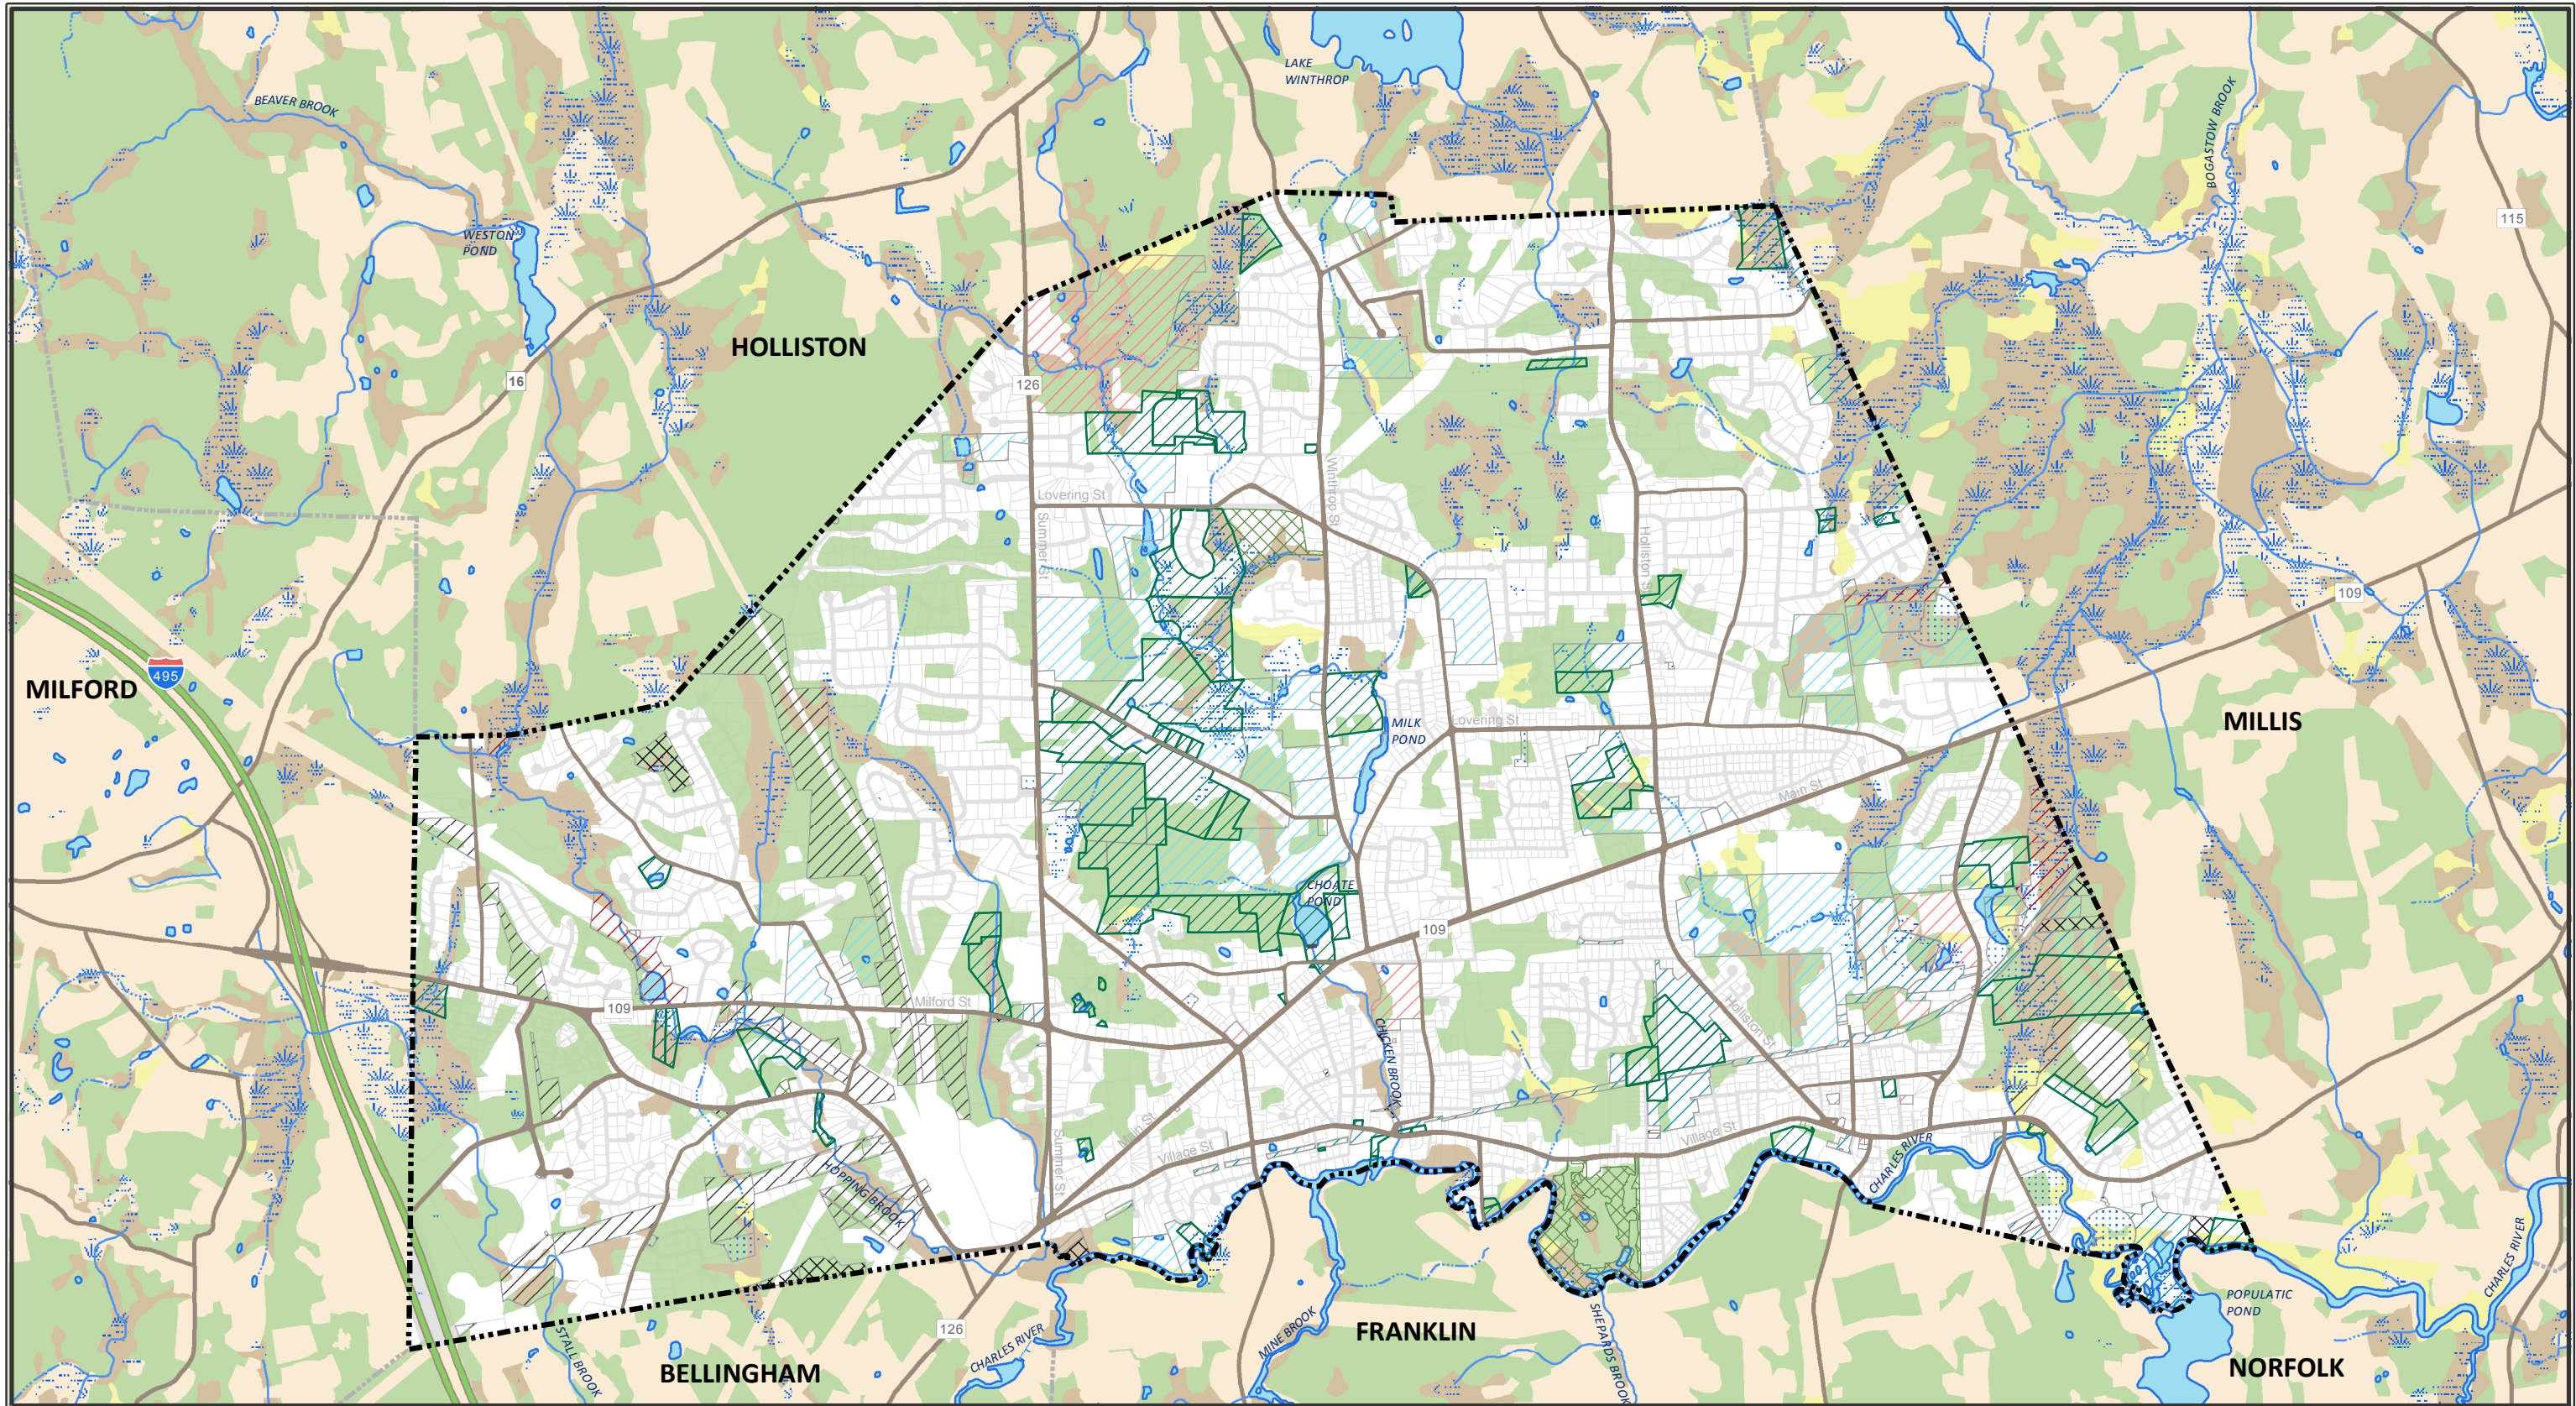 LAKE
WINTHROP
BEAVER BROOK
BOGASTOW BROOK
115
WESTON
POND
HOLLISTON
16
126
Winthrop St
Lovering St
Summer St
Holliston St
109
495
MILFORD
MILLIS
MILK
POND
Lovering St
Main St
CHOATE
POND
109
Milford St
109
Holliston St
CHICKEN BROOK
Main St
Village St
Village St
Summer St
CHARLES RIVER
HOPPING BROOK
CHARLES RIVER
POPULATIC
POND
126
CHARLES RIVER
MINE BROOK
FRANKLIN
SHEPARDS BROOK
STALL BROOK
BELLINGHAM
NORFOLK